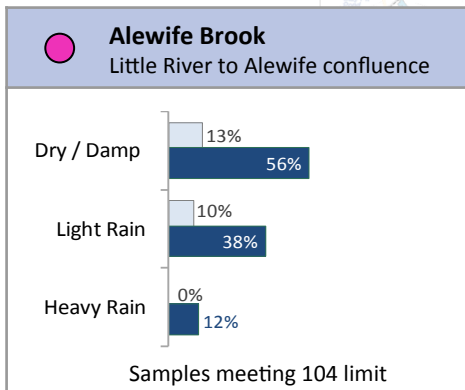 Alewife Brook
Little River to Alewife confluence
13%
Dry / Damp
56%
10%
Light Rain
38%
0%
Heavy Rain
12%
Samples meeting 104 limit